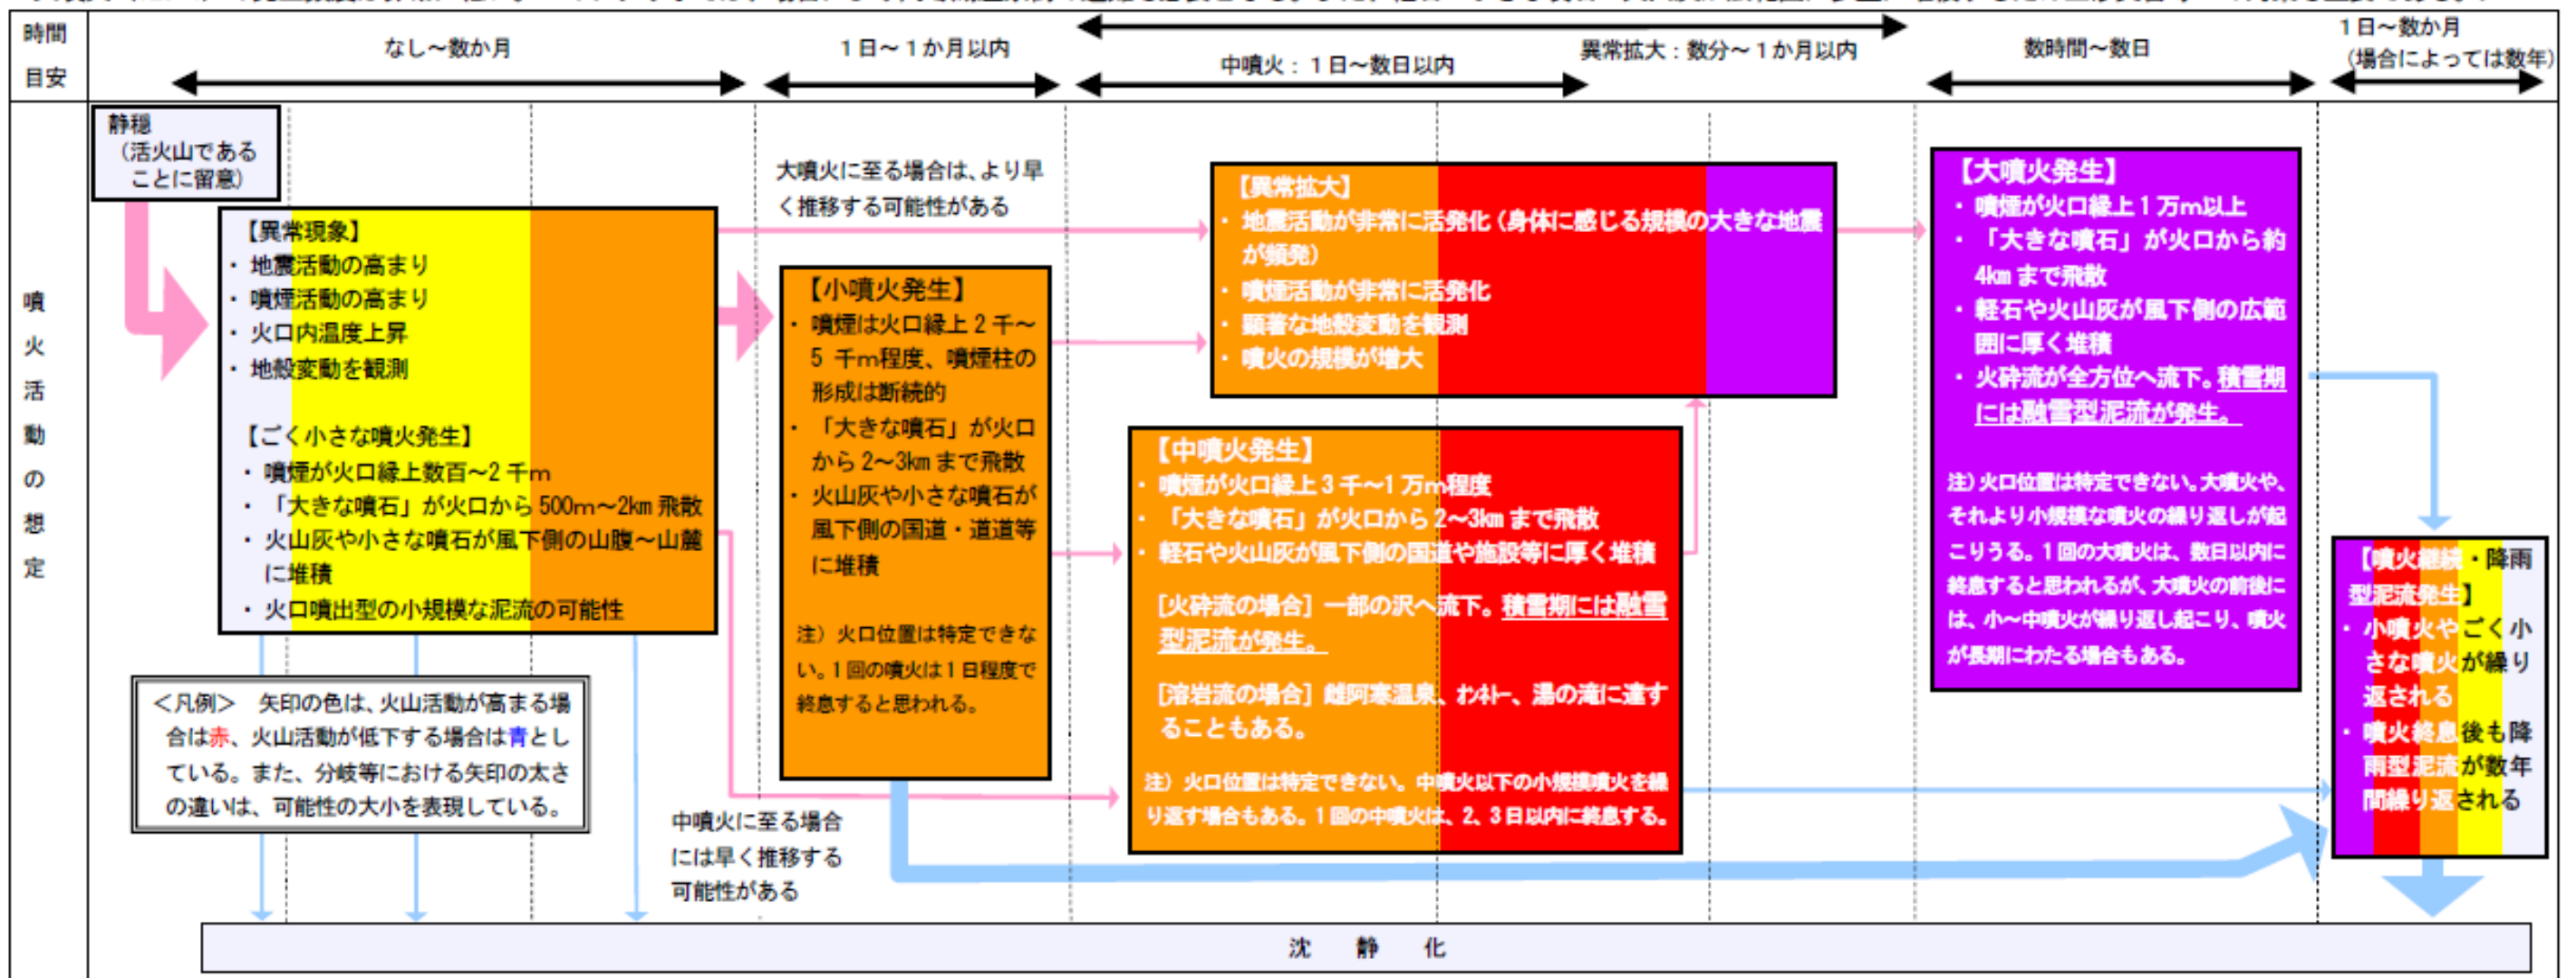 時間
目安
なし～数か月
1日～1か月以内
中噴火：1日～数日以内
異常拡大：数分～1か月以内
数時間～数日
1日～数か月
（場合によっては数年）
噴火活動の想定
静穏
（活火山である
ことに留意）
【異常現象】
・ 地震活動の高まり
・ 噴煙活動の高まり
・ 火口内温度上昇
・ 地殻変動を観測
【ごく小さな噴火発生】
・ 噴煙が火口縁上数百～2千m
・ 「大きな噴石」が火口から500m～2km飛散
・ 火山灰や小さな噴石が風下側の山腹～山麓
に堆積
・ 火口噴出型の小規模な泥流の可能性
＜凡例＞ 矢印の色は、火山活動が高まる場
合は赤、火山活動が低下する場合は青とし
ている。また、分岐等における矢印の太さ
の違いは、可能性の大小を表現している。
大噴火に至る場合は、より早
く推移する可能性がある
【小噴火発生】
・ 噴煙は火口縁上2千～
5千m程度、噴煙柱の
形成は断続的
・ 「大きな噴石」が火口
から2～3kmまで飛散
・ 火山灰や小さな噴石が
風下側の国道・道道等
に堆積
注）火口位置は特定できな
い。1回の噴火は1日程度で
終息すると思われる。
中噴火に至る場合
には早く推移する
可能性がある
【異常拡大】
・ 地震活動が非常に活発化（身体に感じる規模の大きな地震
が頻発）
・ 噴煙活動が非常に活発化
・ 顕著な地殻変動を観測
・ 噴火の規模が増大
【中噴火発生】
・ 噴煙が火口縁上3千～1万m程度
・ 「大きな噴石」が火口から2～3kmまで飛散
・ 軽石や火山灰が風下側の国道や施設等に厚く堆積
[火砕流の場合] 一部の沢へ流下。積雪期には融雪
型泥流が発生。
[溶岩流の場合] 雌阿寒温泉、ｵﾝﾈﾄｰ、湯の滝に達す
ることもある。
注）火口位置は特定できない。中噴火以下の小規模噴火を繰
り返す場合もある。1回の中噴火は、2、3日以内に終息する。
【大噴火発生】
・ 噴煙が火口縁上1万m以上
・ 「大きな噴石」が火口から約
4kmまで飛散
・ 軽石や火山灰が風下側の広範
囲に厚く堆積
・ 火砕流が全方位へ流下。積雪期
には融雪型泥流が発生。
注）火口位置は特定できない。大噴火や、
それより小規模な噴火の繰り返しが起
こりうる。1回の大噴火は、数日以内に
終息すると思われるが、大噴火の前後に
は、小～中噴火が繰り返し起こり、噴火
が長期にわたる場合もある。
【噴火継続・降雨
型泥流発生】
・ 小噴火やごく小
さな噴火が繰り
返される
・ 噴火終息後も降
雨型泥流が数年
間繰り返される
沈 静 化